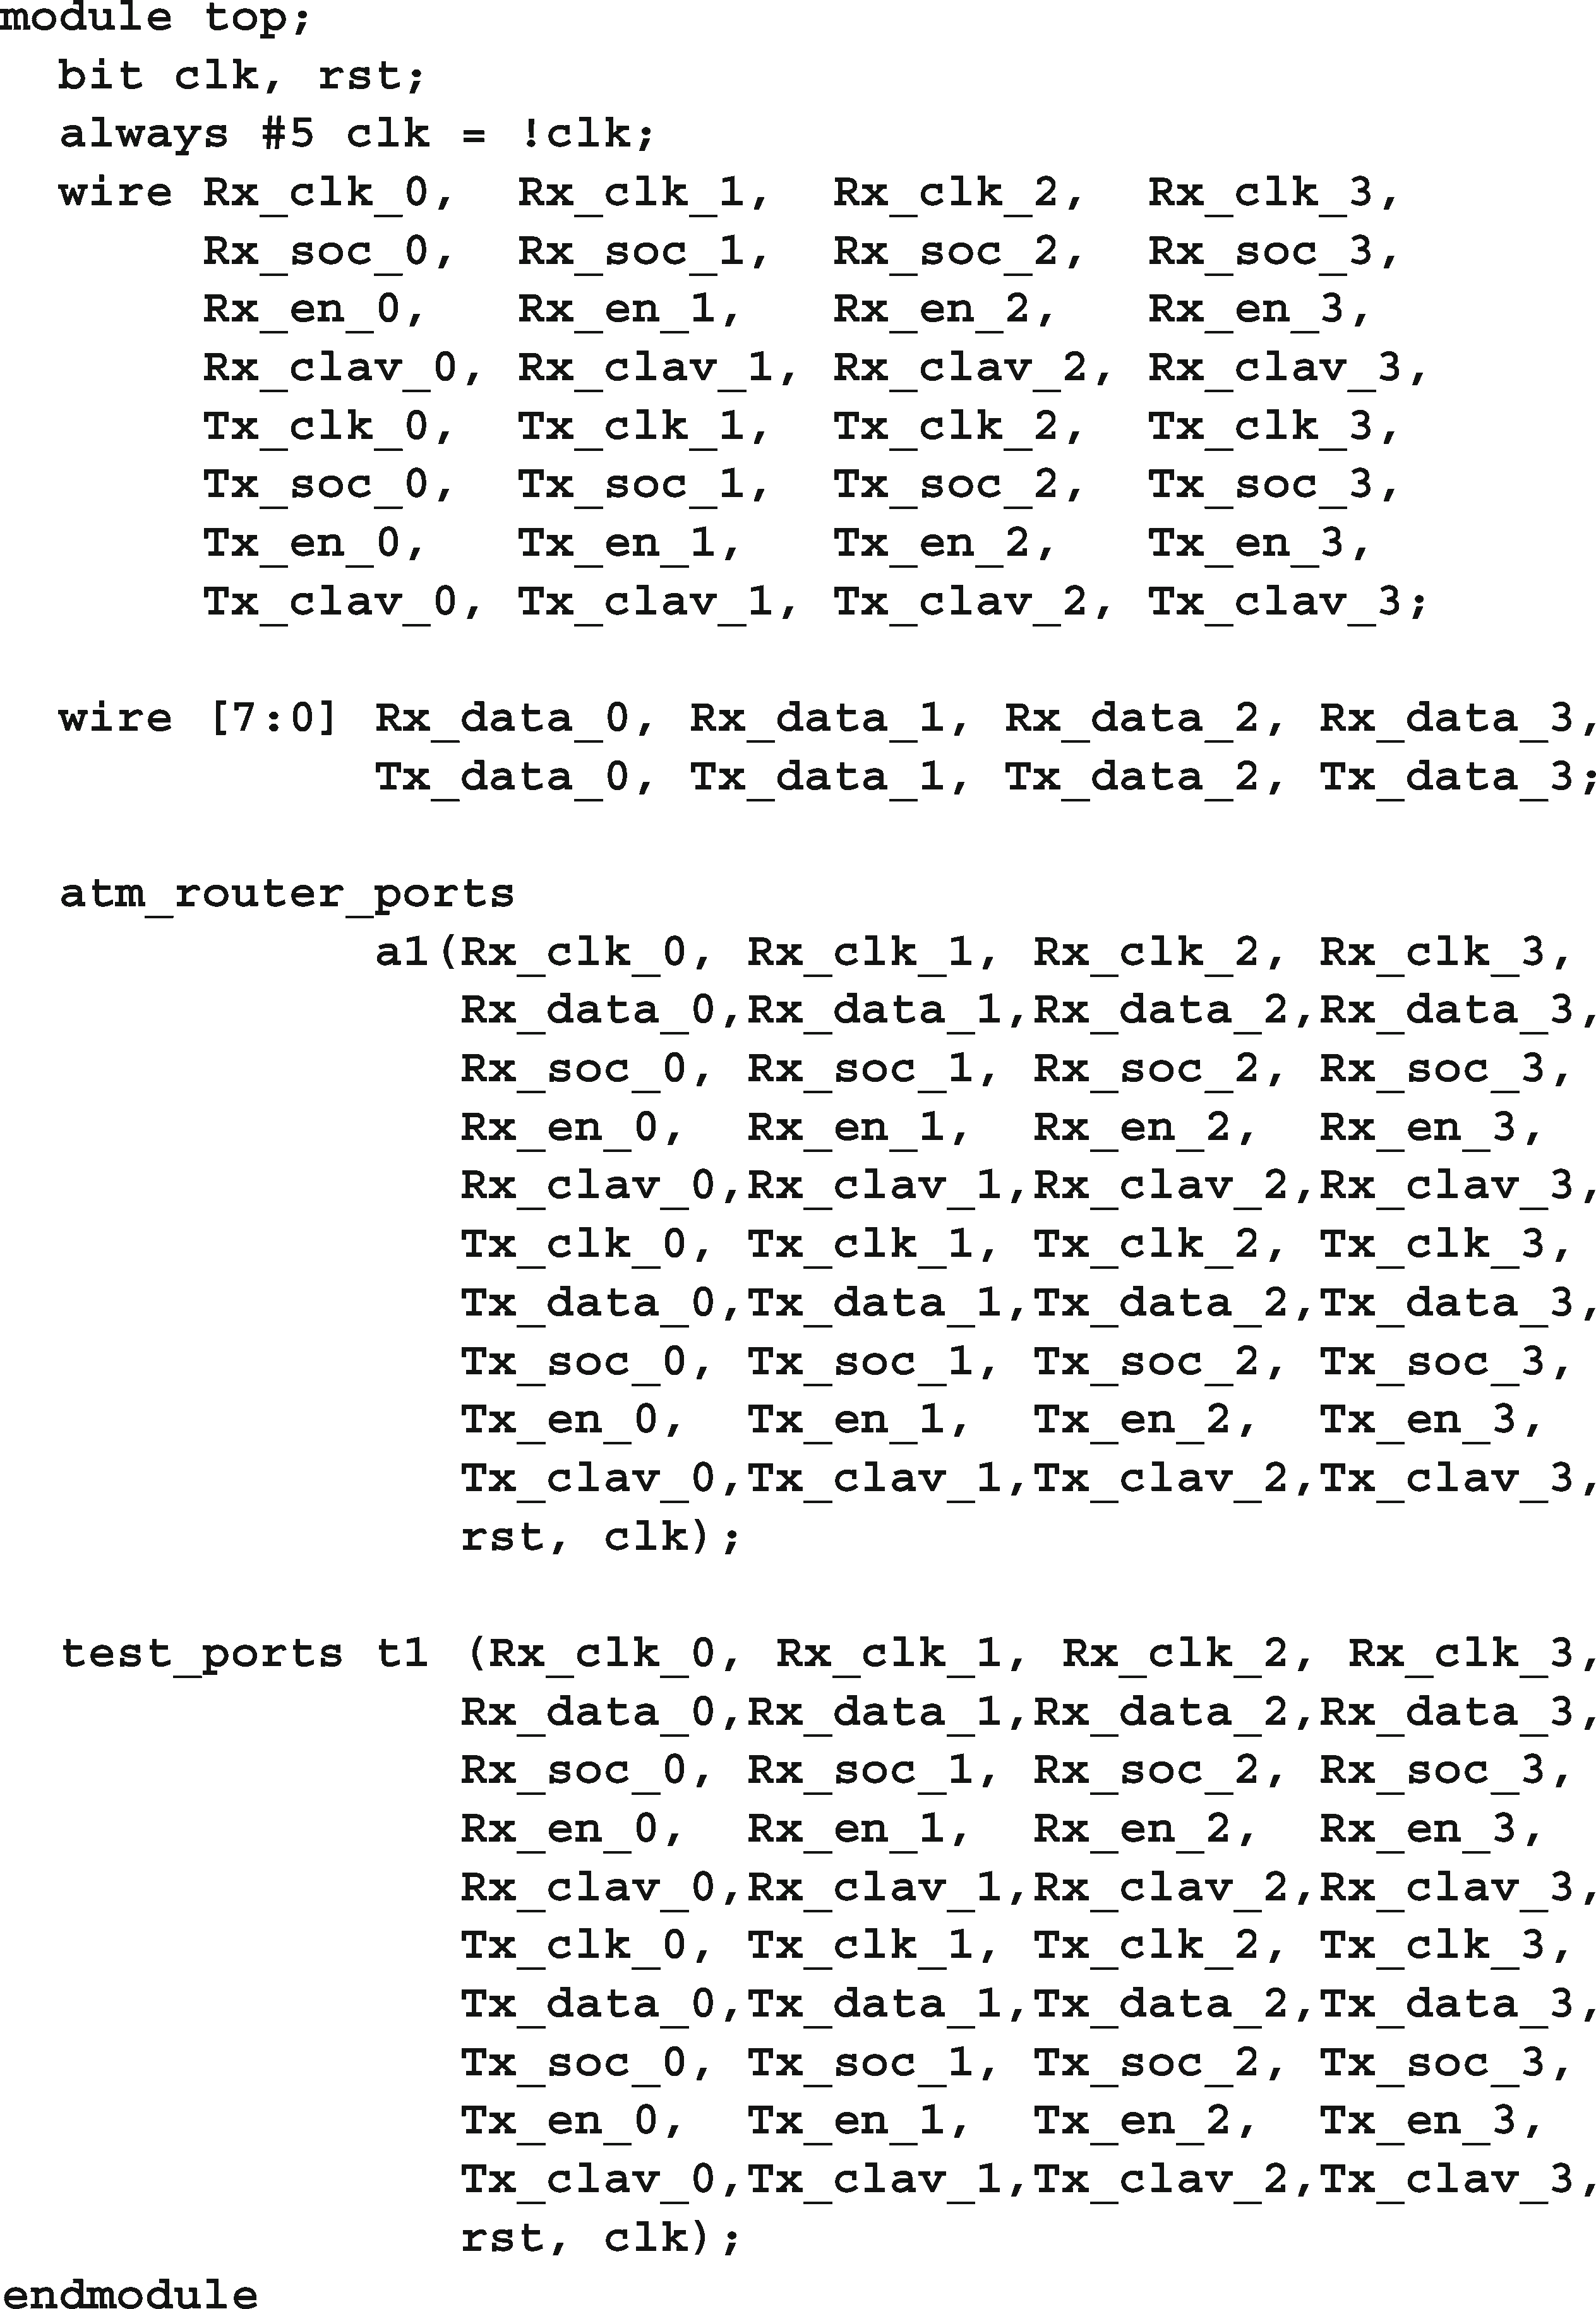 module top;
  bit clk, rst;
  always #5 clk = !clk;
  wire Rx_clk_0,  Rx_clk_1,  Rx_clk_2,  Rx_clk_3,
       Rx_soc_0,  Rx_soc_1,  Rx_soc_2,  Rx_soc_3,
       Rx_en_0,   Rx_en_1,   Rx_en_2,   Rx_en_3,
       Rx_clav_0, Rx_clav_1, Rx_clav_2, Rx_clav_3,
       Tx_clk_0,  Tx_clk_1,  Tx_clk_2,  Tx_clk_3,
       Tx_soc_0,  Tx_soc_1,  Tx_soc_2,  Tx_soc_3,
       Tx_en_0,   Tx_en_1,   Tx_en_2,   Tx_en_3,
       Tx_clav_0, Tx_clav_1, Tx_clav_2, Tx_clav_3;

  wire [7:0] Rx_data_0, Rx_data_1, Rx_data_2, Rx_data_3,
             Tx_data_0, Tx_data_1, Tx_data_2, Tx_data_3;

  atm_router_ports
             a1(Rx_clk_0, Rx_clk_1, Rx_clk_2, Rx_clk_3,
                Rx_data_0,Rx_data_1,Rx_data_2,Rx_data_3,
                Rx_soc_0, Rx_soc_1, Rx_soc_2, Rx_soc_3,
                Rx_en_0,  Rx_en_1,  Rx_en_2,  Rx_en_3,
                Rx_clav_0,Rx_clav_1,Rx_clav_2,Rx_clav_3,
                Tx_clk_0, Tx_clk_1, Tx_clk_2, Tx_clk_3,
                Tx_data_0,Tx_data_1,Tx_data_2,Tx_data_3,
                Tx_soc_0, Tx_soc_1, Tx_soc_2, Tx_soc_3,
                Tx_en_0,  Tx_en_1,  Tx_en_2,  Tx_en_3,
                Tx_clav_0,Tx_clav_1,Tx_clav_2,Tx_clav_3,
                rst, clk);

  test_ports t1 (Rx_clk_0, Rx_clk_1, Rx_clk_2, Rx_clk_3,
                Rx_data_0,Rx_data_1,Rx_data_2,Rx_data_3,
                Rx_soc_0, Rx_soc_1, Rx_soc_2, Rx_soc_3,
                Rx_en_0,  Rx_en_1,  Rx_en_2,  Rx_en_3,
                Rx_clav_0,Rx_clav_1,Rx_clav_2,Rx_clav_3,
                Tx_clk_0, Tx_clk_1, Tx_clk_2, Tx_clk_3,
                Tx_data_0,Tx_data_1,Tx_data_2,Tx_data_3,
                Tx_soc_0, Tx_soc_1, Tx_soc_2, Tx_soc_3,
                Tx_en_0,  Tx_en_1,  Tx_en_2,  Tx_en_3,
                Tx_clav_0,Tx_clav_1,Tx_clav_2,Tx_clav_3,
                rst, clk);
endmodule